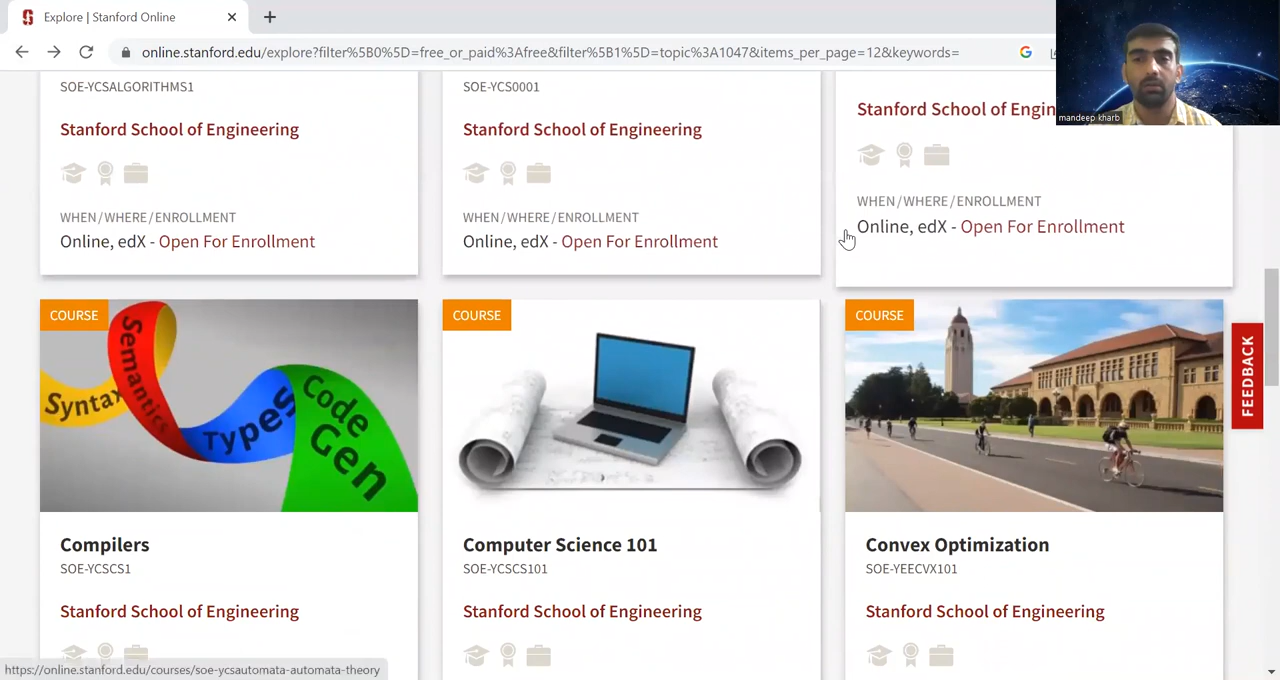 Explore | Stanford Online
online.stanford.edu/explore?filter%5B0%5D=free_or_paid%3Afree&filter%5B1%5D=topic%3A1047&items_per_page=12&keywords=
mandeep kharb
SOE-YCSALGORITHMS1
Stanford School of Engineering
WHEN/WHERE/ENROLLMENT
Online, edX - Open For Enrollment
SOE-YCS0001
Stanford School of Engineering
WHEN/WHERE/ENROLLMENT
Online, edX - Open For Enrollment
Stanford School of
WHEN/WHERE/ENROLLMENT
Online, edX - Open For Enrollment
COURSE
Syntax
Semantics
Types
Code
Gen
Compilers
SOE-YCSCS1
Stanford School of Engineering
COURSE
Computer Science 101
SOE-YCSCS101
Stanford School of Engineering
COURSE
Convex Optimization
SOE-YEECVX101
Stanford School of Engineering
FEEDBACK
https://online.stanford.edu/courses/soe-ycsautomata-automata-theory